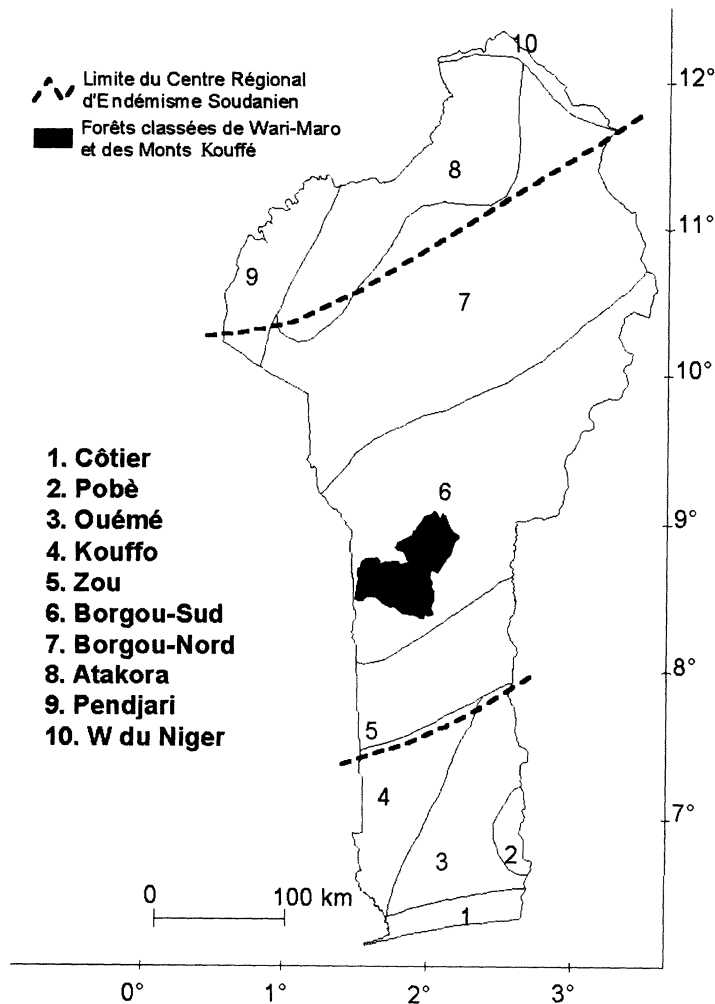 10
12°
Limite du Centre Régional
d'Endémisme Soudanien
Forêts classées de Wari-Maro
et des Monts Kouffé
8
11°
9
7
10°
1. Côtier
2. Pobè
3. Ouémé
4. Kouffo
5. Zou
6. Borgou-Sud
7. Borgou-Nord
8. Atakora
9. Pendjari
10. W du Niger
6
9°
8°
5
4
7°
3
2
0
100 km
1
0°
1°
2°
3°